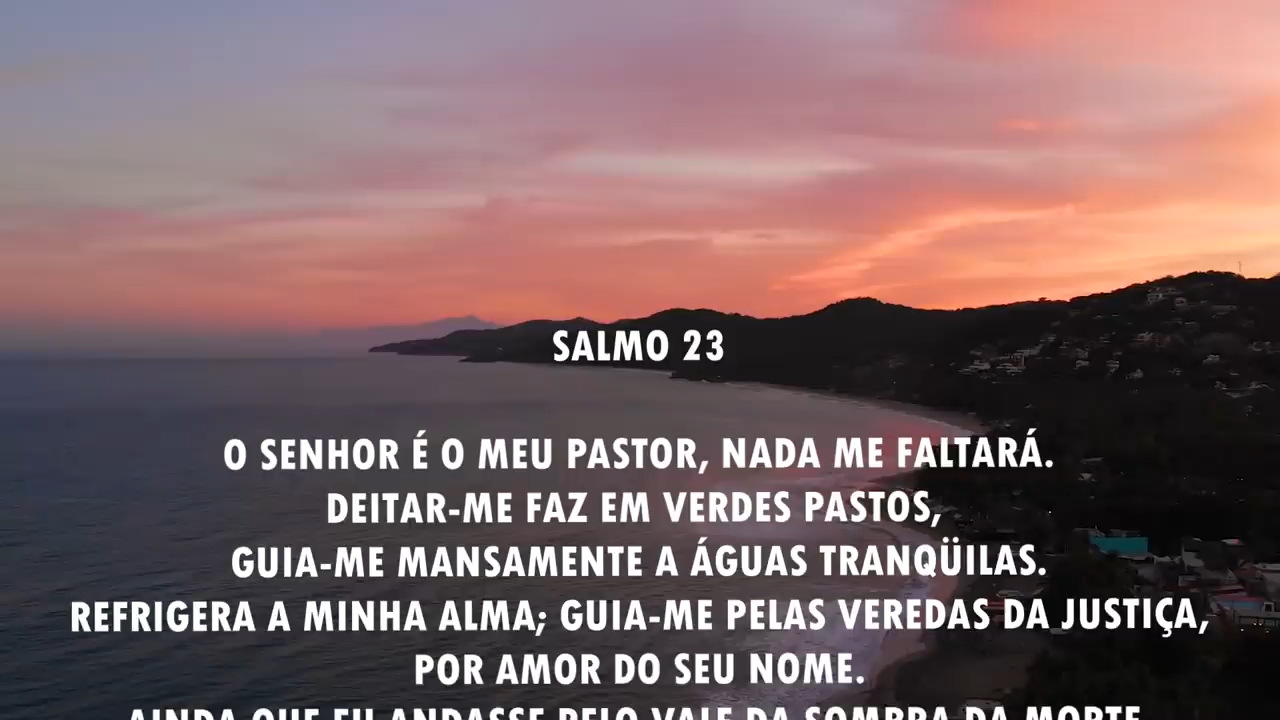 SALMO 23
O SENHOR É O MEU PASTOR, NADA ME FALTARÁ.
DEITAR-ME FAZ EM VERDES PASTOS,
GUIA-ME MANSAMENTE A ÁGUAS TRANQÜILAS.
REFRIGERA A MINHA ALMA; GUIA-ME PELAS VEREDAS DA JUSTIÇA,
POR AMOR DO SEU NOME.
AINDA QUE EU ANDASSE PELO VALE DA SOMBRA DA MORTE